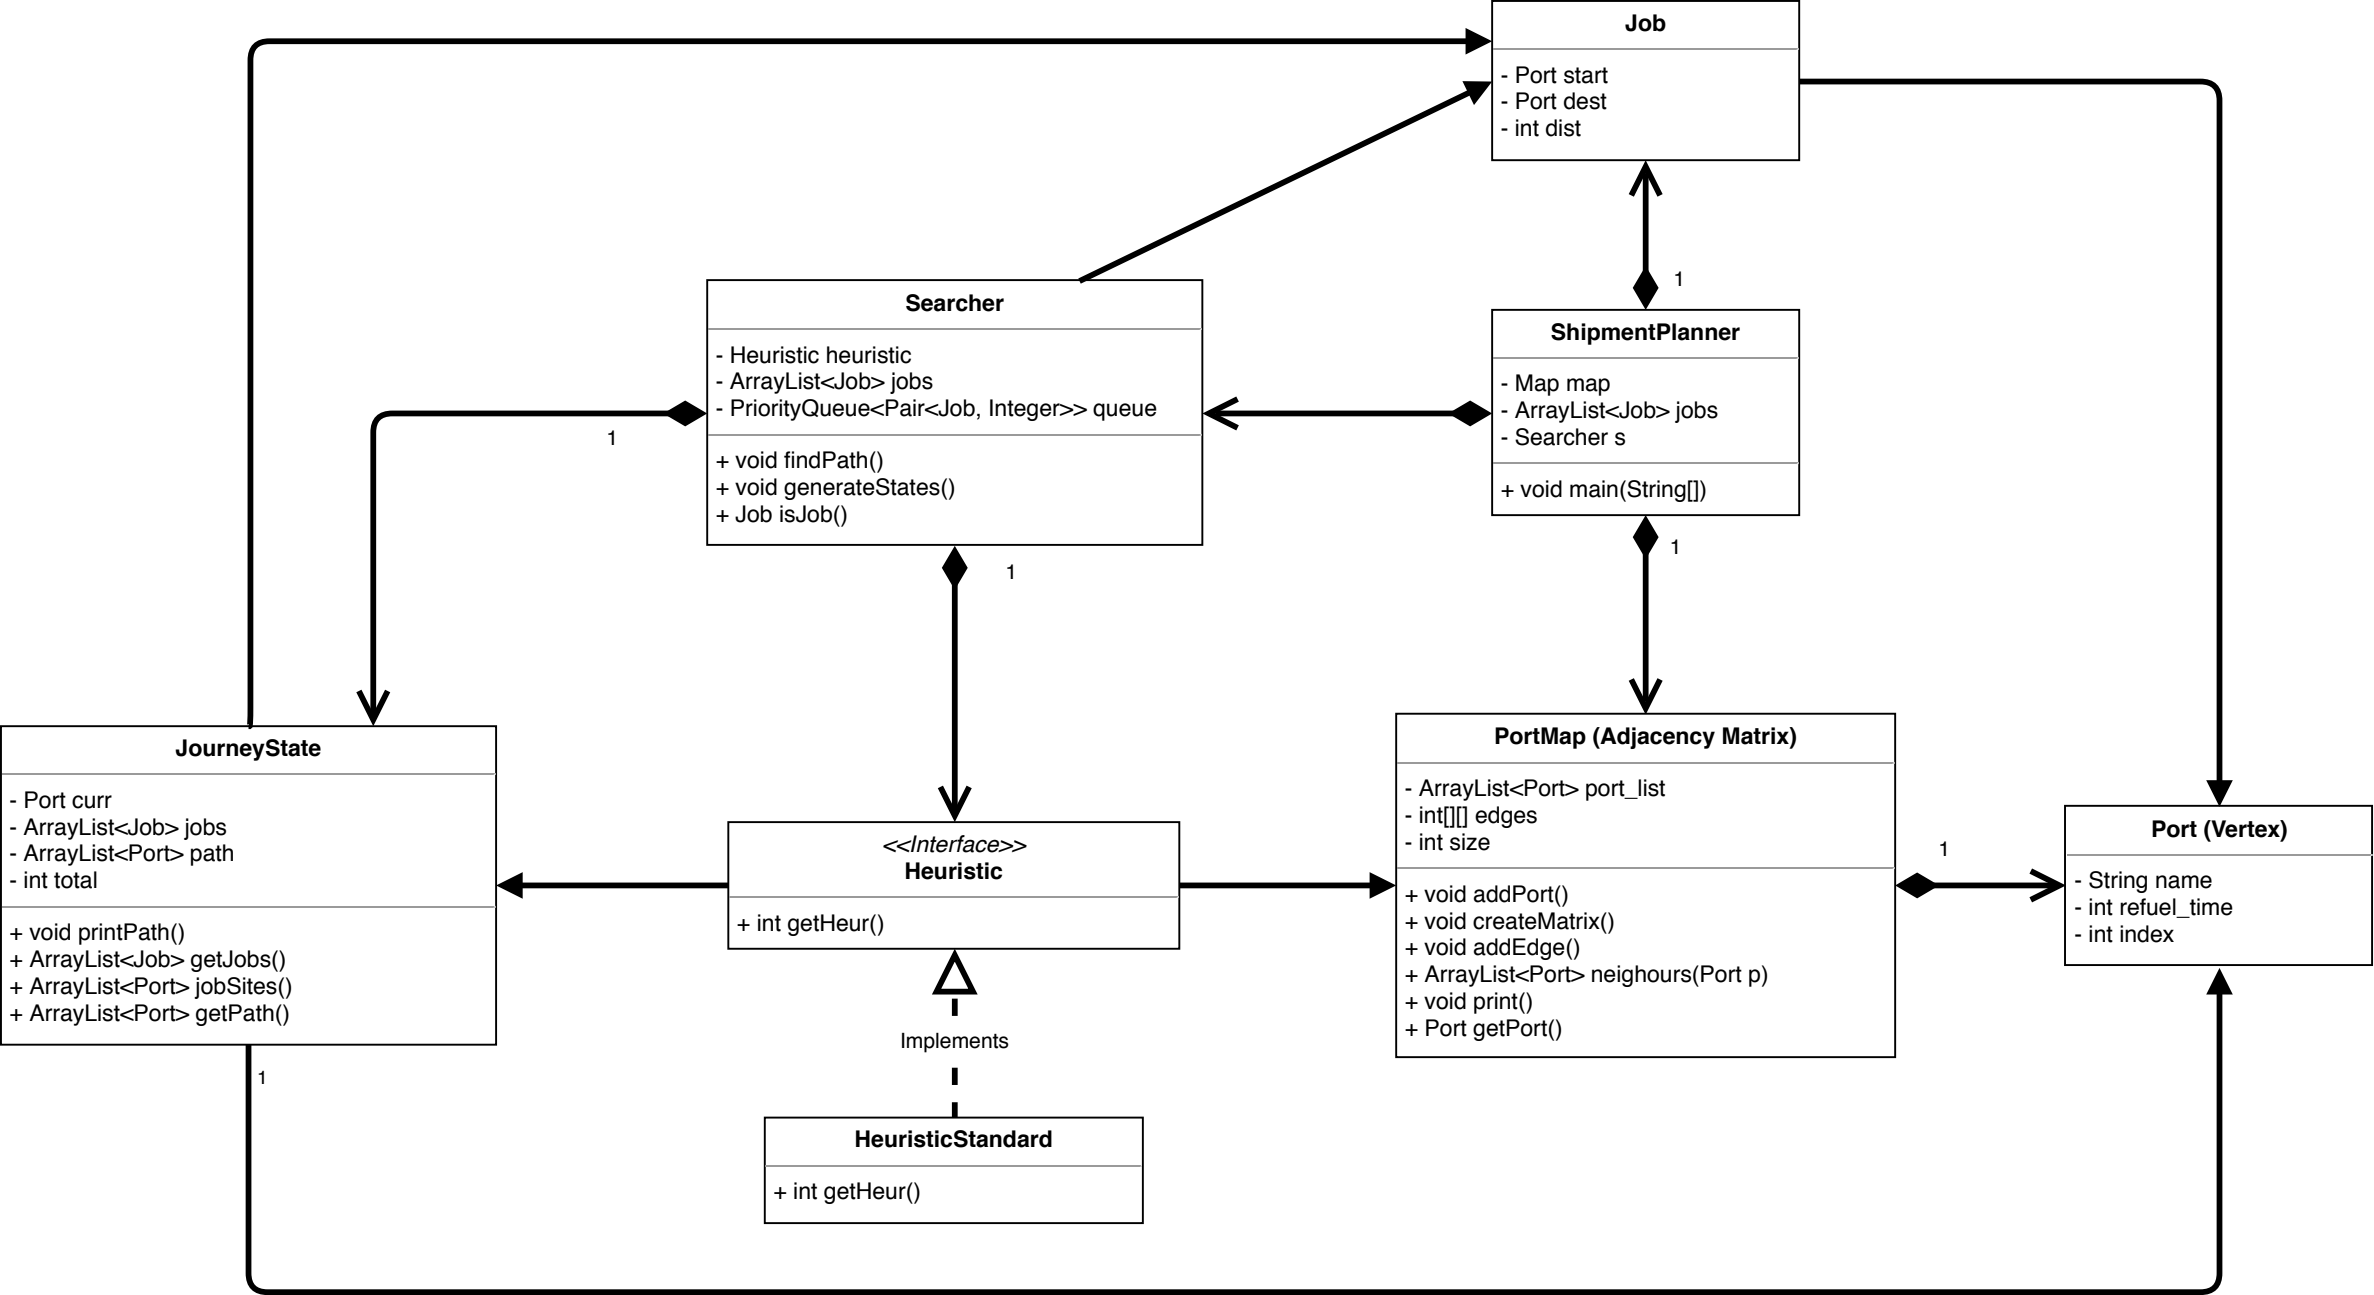 Job
- Port start
- Port dest
- int dist
Searcher
- Heuristic heuristic
- ArrayList<Job> jobs
- PriorityQueue<Pair<Job, Integer>> queue
+ void findPath()
+ void generateStates()
+ Job isJob()
1
1
1
ShipmentPlanner
- Map map
- ArrayList<Job> jobs
- Searcher s
+ void main(String[])
1
JourneyState
- Port curr
- ArrayList<Job> jobs
- ArrayList<Port> path
- int total
+ void printPath()
+ ArrayList<Job> getJobs()
+ ArrayList<Port> jobSites()
+ ArrayList<Port> getPath()
1
<<Interface>>
Heuristic
+ int getHeur()
Implements
HeuristicStandard
+ int getHeur()
PortMap (Adjacency Matrix)
- ArrayList<Port> port_list
- int[][] edges
- int size
+ void addPort()
+ void createMatrix()
+ void addEdge()
+ ArrayList<Port> neighours(Port p)
+ void print()
+ Port getPort()
1
Port (Vertex)
- String name
- int refuel_time
- int index